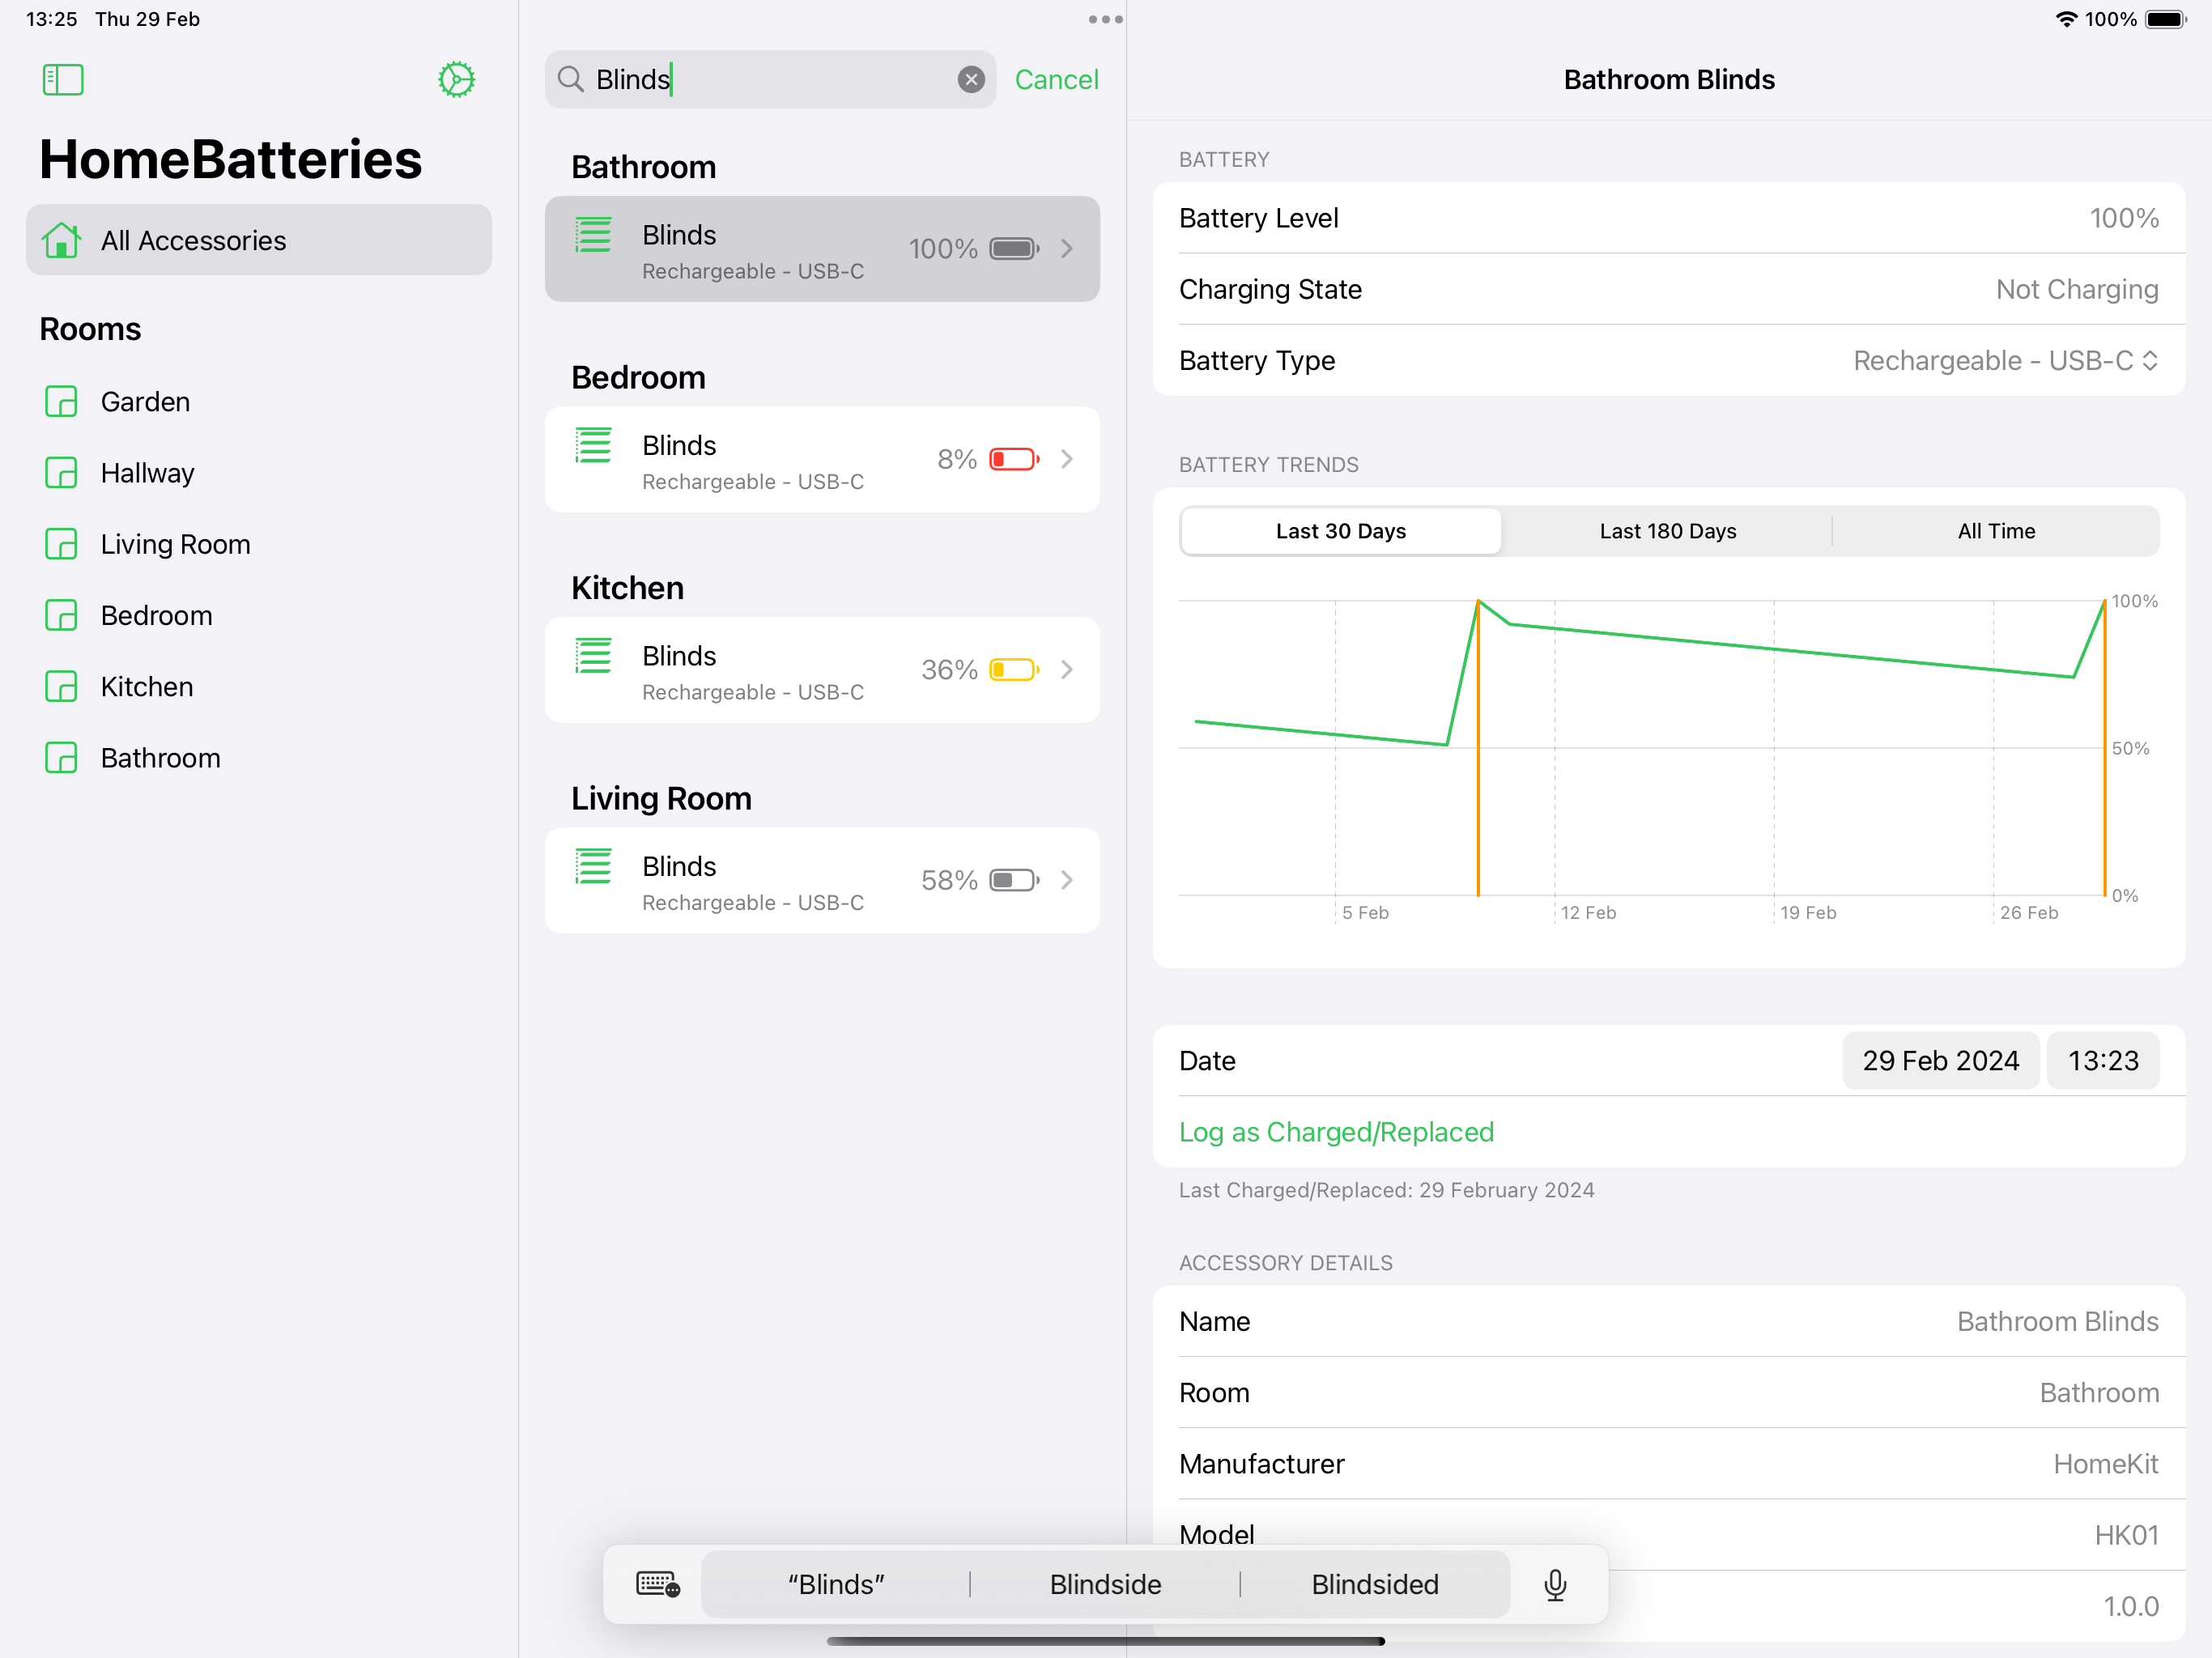 13:25 Thu 29 Feb
100%
HomeBatteries
All Accessories
Rooms
Garden
Hallway
Living Room
Bedroom
Kitchen
Bathroom
Blinds
Cancel
Bathroom
Blinds
Rechargeable - USB-C
100%
Bedroom
Blinds
Rechargeable - USB-C
8%
Kitchen
Blinds
Rechargeable - USB-C
36%
Living Room
Blinds
Rechargeable - USB-C
58%
Bathroom Blinds
BATTERY
Battery Level 100%
Charging State Not Charging
Battery Type Rechargeable - USB-C
BATTERY TRENDS
Last 30 Days Last 180 Days All Time
100%
50%
0%
5 Feb 12 Feb 19 Feb 26 Feb
Date 29 Feb 2024 13:23
Log as Charged/Replaced
Last Charged/Replaced: 29 February 2024
ACCESSORY DETAILS
Name Bathroom Blinds
Room Bathroom
Manufacturer HomeKit
Model HK01
1.0.0
“Blinds” Blindside Blindsided